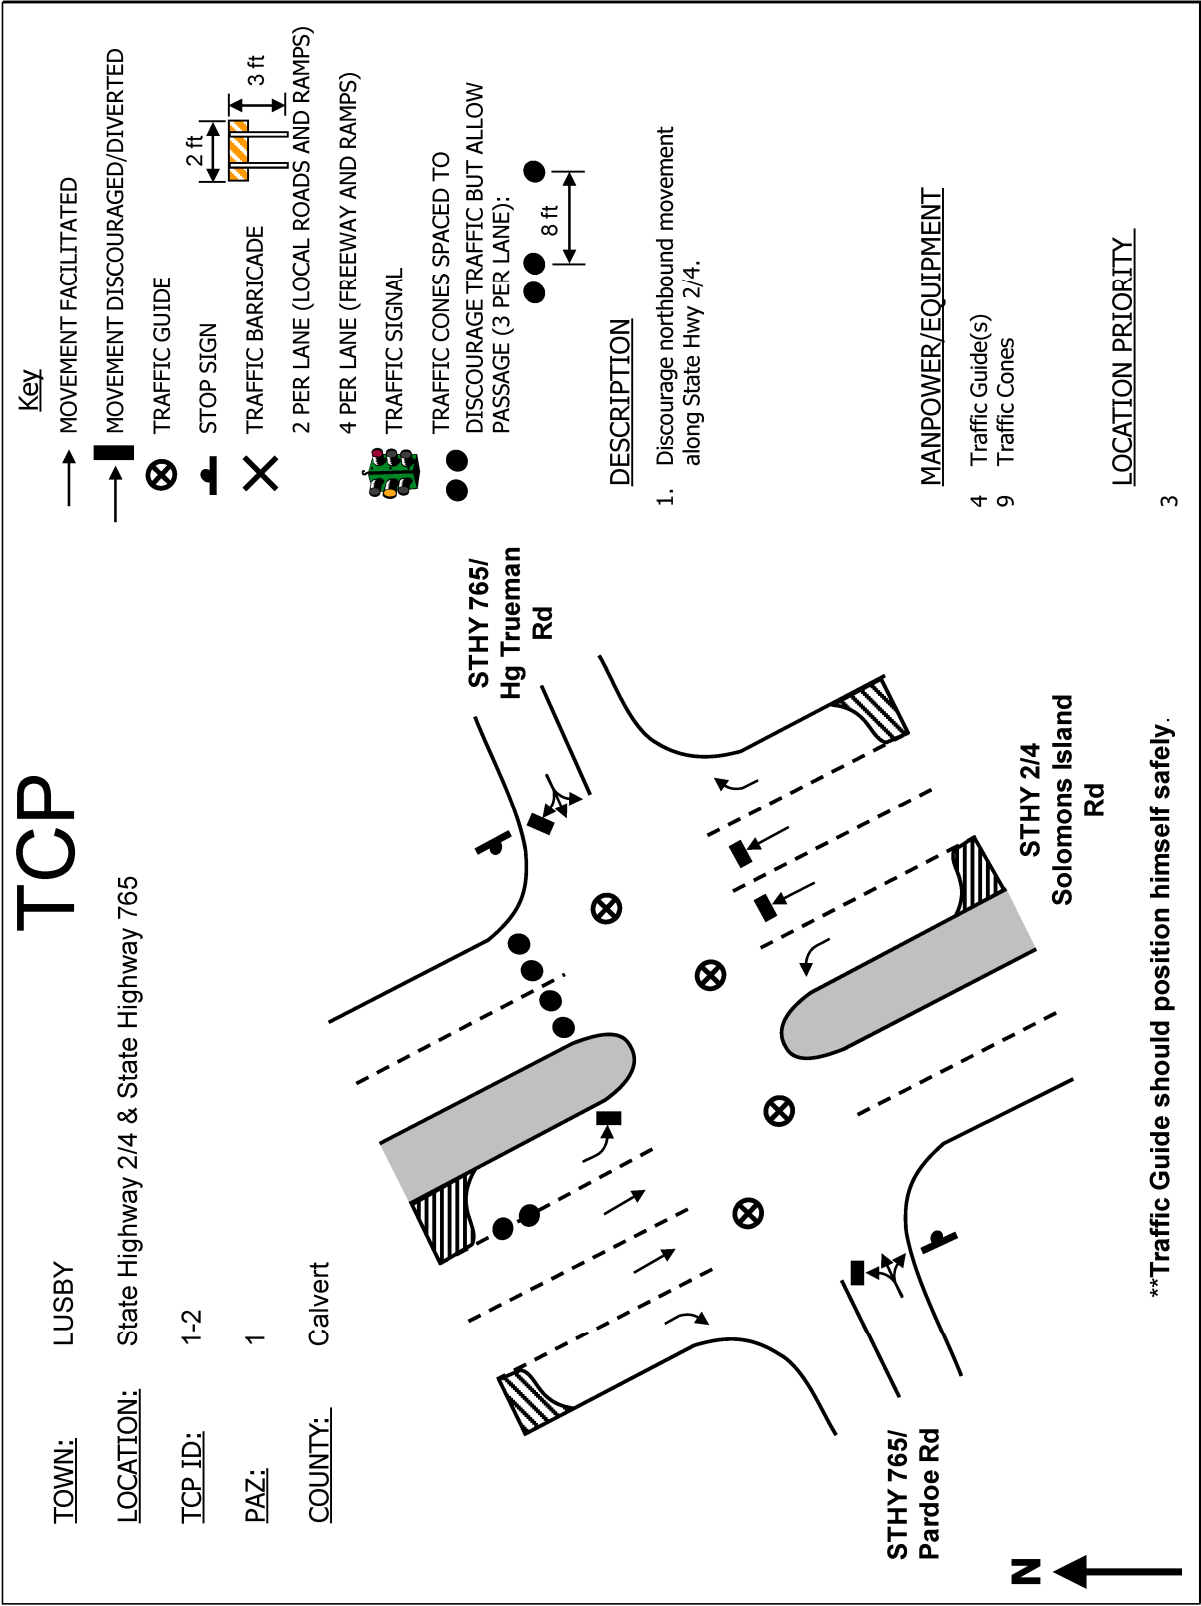 TCP
TOWN: LUSBY
LOCATION: State Highway 2/4 & State Highway 765
TCP ID: 1-2
PAZ: 1
COUNTY: Calvert
Key
MOVEMENT FACILITATED
MOVEMENT DISCOURAGED/DIVERTED
TRAFFIC GUIDE
STOP SIGN
2 ft
3 ft
TRAFFIC BARRICADE
2 PER LANE (LOCAL ROADS AND RAMPS)
4 PER LANE (FREEWAY AND RAMPS)
TRAFFIC SIGNAL
TRAFFIC CONES SPACED TO
DISCOURAGE TRAFFIC BUT ALLOW
PASSAGE (3 PER LANE):
8 ft
DESCRIPTION
1. Discourage northbound movement
along State Hwy 2/4.
MANPOWER/EQUIPMENT
4 Traffic Guide(s)
9 Traffic Cones
LOCATION PRIORITY
3
STHY 765/
Hg Trueman
Rd
STHY 2/4
Solomons Island
Rd
STHY 765/
Pardoe Rd
N
**Traffic Guide should position himself safely.